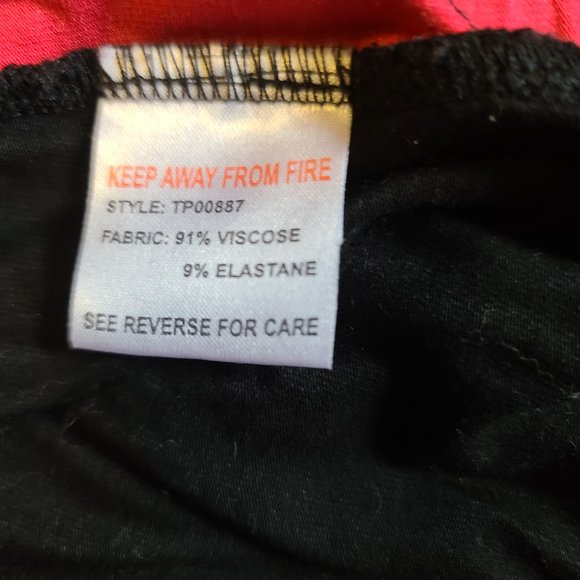 KEEP AWAY FROM FIRE
STYLE: TP00887
FABRIC: 91% VISCOSE
9% ELASTANE
SEE REVERSE FOR CARE